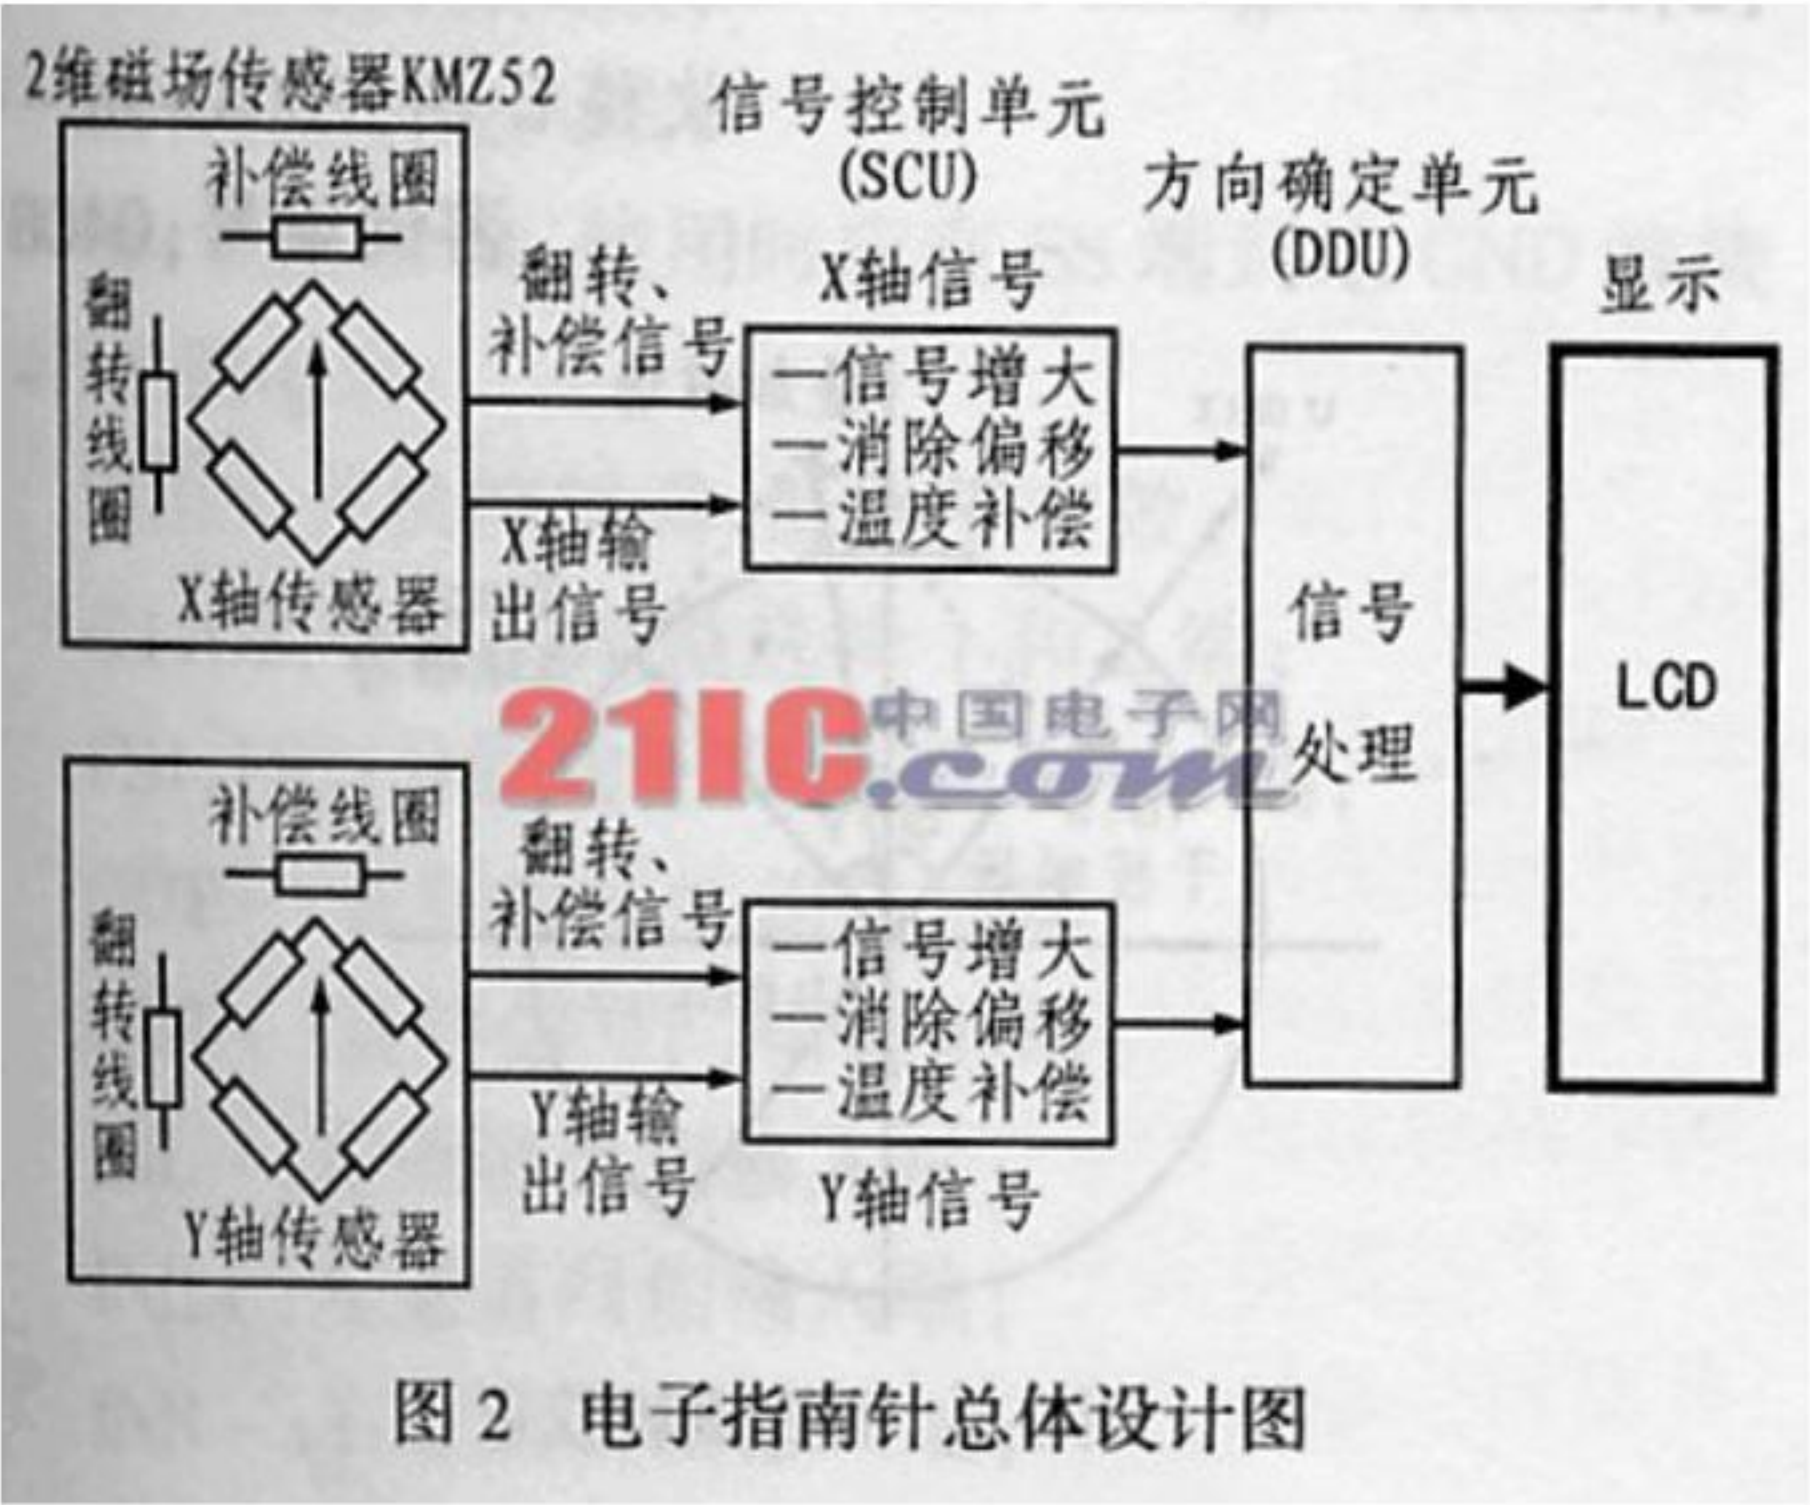 2维磁场传感器KMZ52
补偿线圈
翻转线圈
X轴传感器
翻转、
补偿信号
X轴输
出信号
信号控制单元
(SCU)
X轴信号
一信号增大
一消除偏移
一温度补偿
方向确定单元
(DDU)
信号
处理
显示
LCD
21IC中国电子网
.com
补偿线圈
翻转线圈
Y轴传感器
翻转、
补偿信号
Y轴输
出信号
一信号增大
一消除偏移
一温度补偿
Y轴信号
图2 电子指南针总体设计图